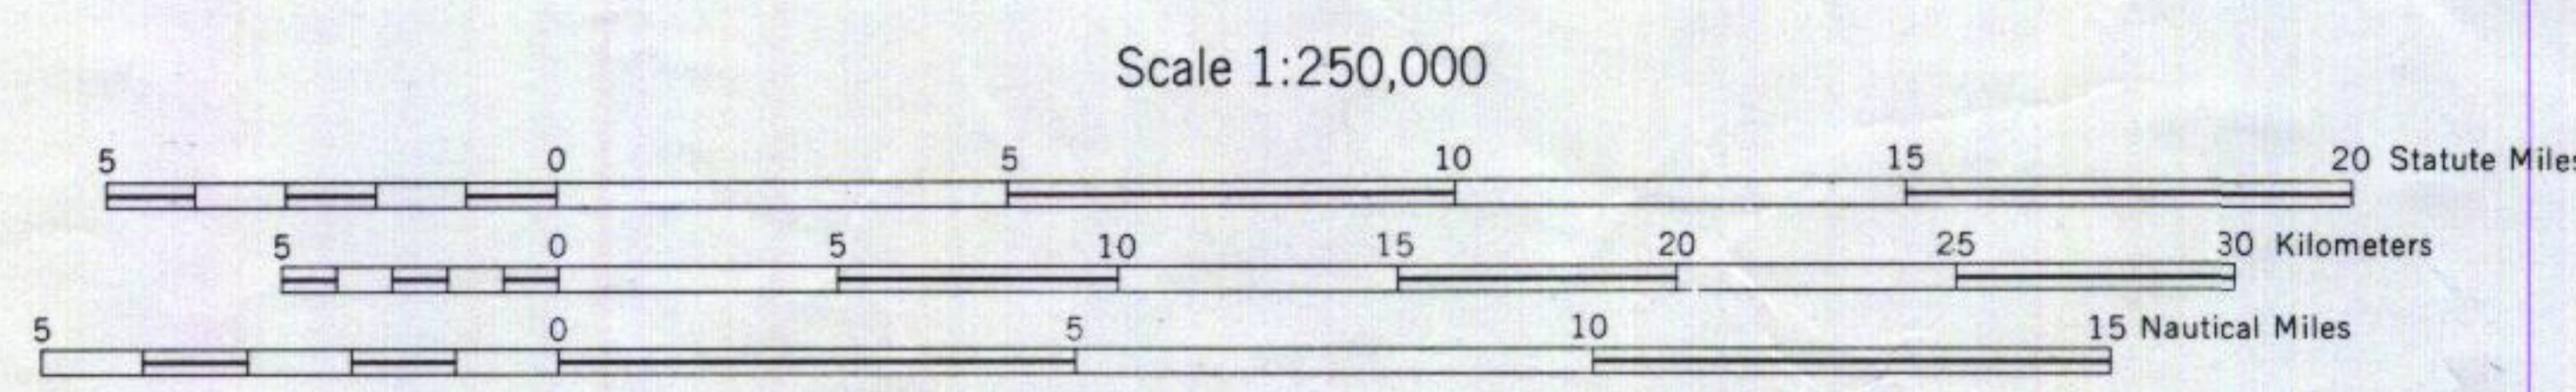 Scale 1:250,000
5 0 5 10 15 20 Statute Miles
5 0 5 10 15 20 25 30 Kilometers
5 0 5 10 15 Nautical Miles